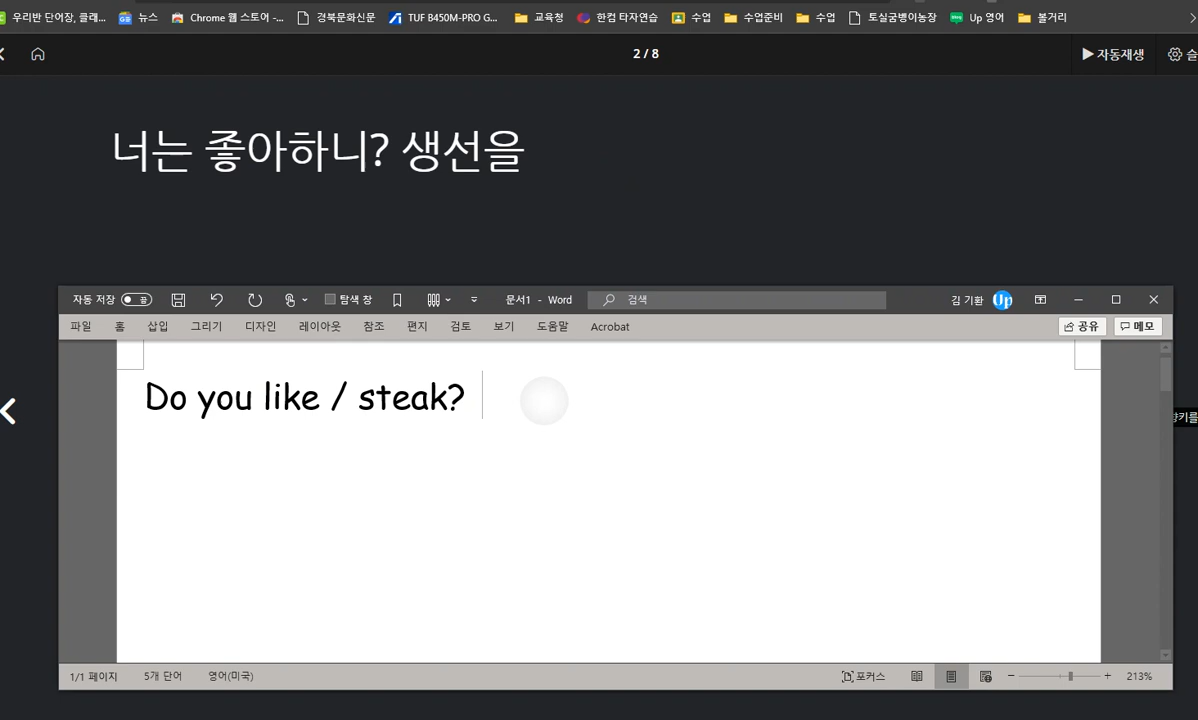 우리반 단어장, 클래... 뉴스 Chrome 웹 스토어 -... 경북문화신문 TUF B450M-PRO G... 교육청 한컴 타자연습 수업 수업준비 수업 토실굼벵이농장 Up 영어 볼거리
2 / 8 ▶ 자동재생 슬
너는 좋아하니? 생선을
자동 저장 끔 탐색 창 문서1 - Word 검색 김 기환 Up
파일 홈 삽입 그리기 디자인 레이아웃 참조 편지 검토 보기 도움말 Acrobat 공유 메모
Do you like / steak?
향키를
1/1 페이지 5개 단어 영어(미국) 포커스 - + 213%